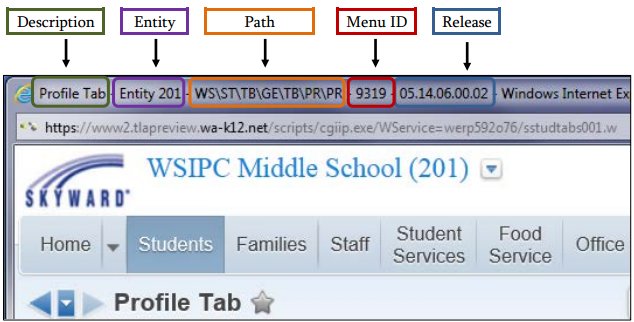 Description Entity Path Menu ID Release
Profile Tab - Entity 201 - WS\ST\TB\GE\TB\PR\PR - 9319 - 05.14.06.00.02 - Windows Internet Ex
https://www2.tlapreview.wa-k12.net/scripts/cgiip.exe/WService=werp592o76/sstudtabs001.w
WSIPC Middle School (201)
SKYWARD
Home Students Families Staff Student Services Food Service Office
Profile Tab